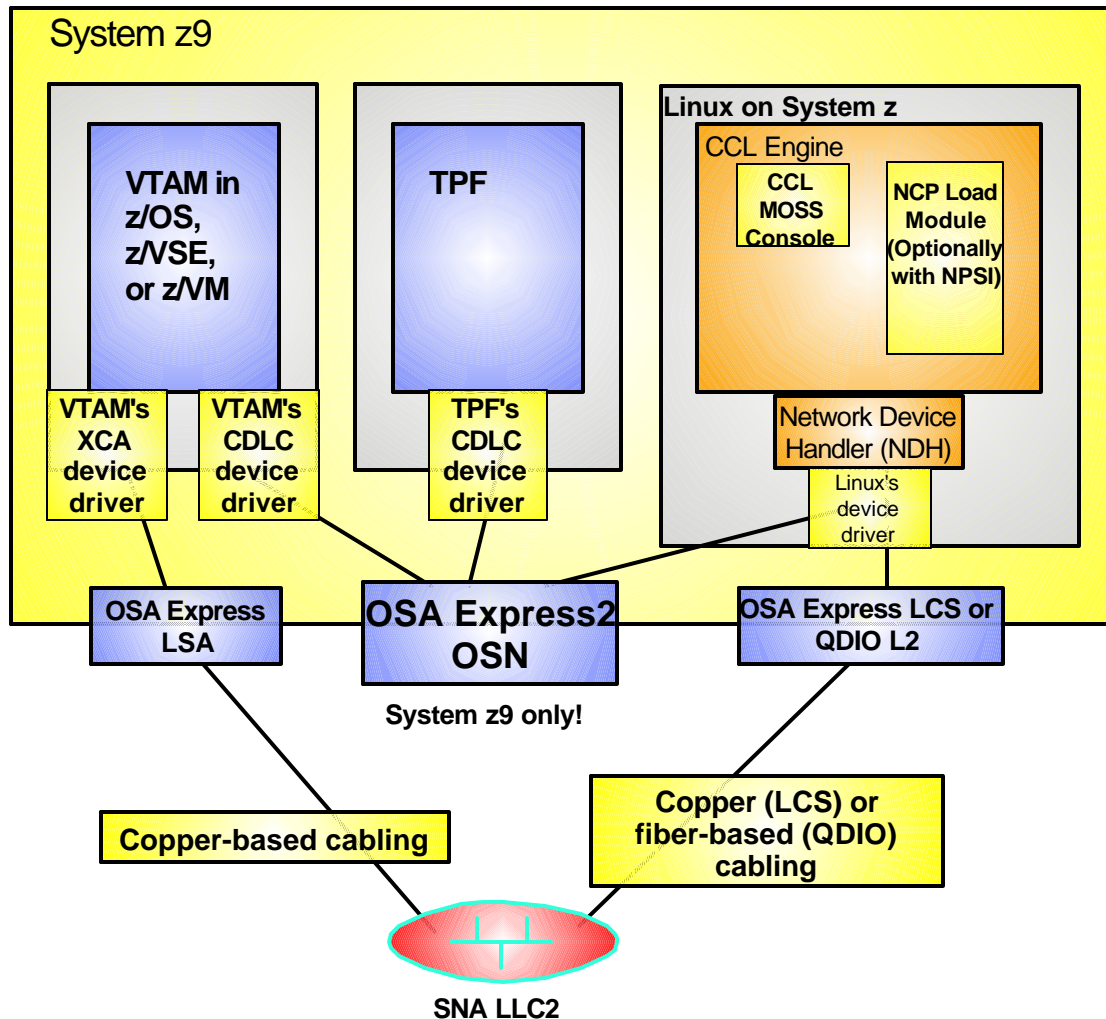 System z9
Linux on System z
VTAM in
z/OS,
z/VSE,
or z/VM
TPF
CCL Engine
CCL
MOSS
Console
NCP Load
Module
(Optionally
with NPSI)
VTAM's
XCA
device
driver
VTAM's
CDLC
device
driver
TPF's
CDLC
device
driver
Network Device
Handler (NDH)
Linux's
device
driver
OSA Express
LSA
OSA Express2
OSN
OSA Express LCS or
QDIO L2
System z9 only!
Copper-based cabling
Copper (LCS) or
fiber-based (QDIO)
cabling
SNA LLC2